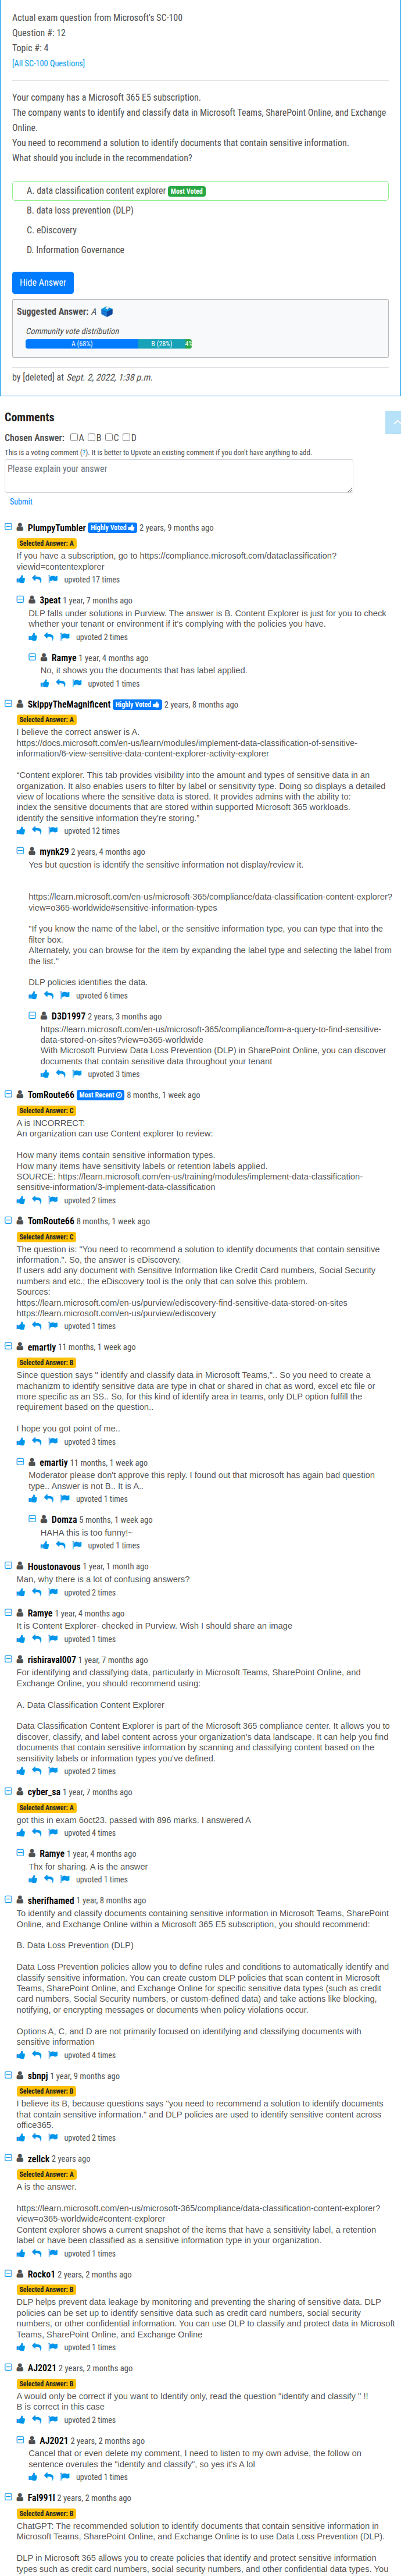 Actual exam question from Microsoft's SC-100
Question #: 12
Topic #: 4
[All SC-100 Questions]
Your company has a Microsoft 365 E5 subscription.
The company wants to identify and classify data in Microsoft Teams, SharePoint Online, and Exchange
Online.
You need to recommend a solution to identify documents that contain sensitive information.
What should you include in the recommendation?
A. data classification content explorer Most Voted
B. data loss prevention (DLP)
C. eDiscovery
D. Information Governance
Hide Answer
Suggested Answer: A
Community vote distribution
A (68%) B (28%) 4%
by [deleted] at Sept. 2, 2022, 1:38 p.m.
Comments
Chosen Answer: A B C D
This is a voting comment (?). It is better to Upvote an existing comment if you don't have anything to add.
Please explain your answer
Submit
PlumpyTumbler Highly Voted 2 years, 9 months ago
Selected Answer: A
If you have a subscription, go to https://compliance.microsoft.com/dataclassification?
viewid=contentexplorer
upvoted 17 times
3peat 1 year, 7 months ago
DLP falls under solutions in Purview. The answer is B. Content Explorer is just for you to check
whether your tenant or environment if it's complying with the policies you have.
upvoted 2 times
Ramye 1 year, 4 months ago
No, it shows you the documents that has label applied.
upvoted 1 times
SkippyTheMagnificent Highly Voted 2 years, 8 months ago
Selected Answer: A
I believe the correct answer is A.
https://docs.microsoft.com/en-us/learn/modules/implement-data-classification-of-sensitive-
information/6-view-sensitive-data-content-explorer-activity-explorer
"Content explorer. This tab provides visibility into the amount and types of sensitive data in an
organization. It also enables users to filter by label or sensitivity type. Doing so displays a detailed
view of locations where the sensitive data is stored. It provides admins with the ability to:
index the sensitive documents that are stored within supported Microsoft 365 workloads.
identify the sensitive information they're storing."
upvoted 12 times
mynk29 2 years, 4 months ago
Yes but question is identify the sensitive information not display/review it.
https://learn.microsoft.com/en-us/microsoft-365/compliance/data-classification-content-explorer?
view=o365-worldwide#sensitive-information-types
"If you know the name of the label, or the sensitive information type, you can type that into the
filter box.
Alternately, you can browse for the item by expanding the label type and selecting the label from
the list."
DLP policies identifies the data.
upvoted 6 times
D3D1997 2 years, 3 months ago
https://learn.microsoft.com/en-us/microsoft-365/compliance/form-a-query-to-find-sensitive-
data-stored-on-sites?view=o365-worldwide
With Microsoft Purview Data Loss Prevention (DLP) in SharePoint Online, you can discover
documents that contain sensitive data throughout your tenant
upvoted 3 times
TomRoute66 Most Recent 8 months, 1 week ago
Selected Answer: C
A is INCORRECT:
An organization can use Content explorer to review:
How many items contain sensitive information types.
How many items have sensitivity labels or retention labels applied.
SOURCE: https://learn.microsoft.com/en-us/training/modules/implement-data-classification-
sensitive-information/3-implement-data-classification
upvoted 2 times
TomRoute66 8 months, 1 week ago
Selected Answer: C
The question is: "You need to recommend a solution to identify documents that contain sensitive
information.". So, the answer is eDiscovery.
If users add any document with Sensitive Information like Credit Card numbers, Social Security
numbers and etc.; the eDiscovery tool is the only that can solve this problem.
Sources:
https://learn.microsoft.com/en-us/purview/ediscovery-find-sensitive-data-stored-on-sites
https://learn.microsoft.com/en-us/purview/ediscovery
upvoted 1 times
emartiy 11 months, 1 week ago
Selected Answer: B
Since question says " identify and classify data in Microsoft Teams,".. So you need to create a
machanizm to identify sensitive data are type in chat or shared in chat as word, excel etc file or
more specific as an SS.. So, for this kind of identify area in teams, only DLP option fulfill the
requirement based on the question..
I hope you got point of me..
upvoted 3 times
emartiy 11 months, 1 week ago
Moderator please don't approve this reply. I found out that microsoft has again bad question
type.. Answer is not B.. It is A..
upvoted 1 times
Domza 5 months, 1 week ago
HAHA this is too funny!~
upvoted 1 times
Houstonavous 1 year, 1 month ago
Man, why there is a lot of confusing answers?
upvoted 2 times
Ramye 1 year, 4 months ago
It is Content Explorer- checked in Purview. Wish I should share an image
upvoted 1 times
rishiraval007 1 year, 7 months ago
For identifying and classifying data, particularly in Microsoft Teams, SharePoint Online, and
Exchange Online, you should recommend using:
A. Data Classification Content Explorer
Data Classification Content Explorer is part of the Microsoft 365 compliance center. It allows you to
discover, classify, and label content across your organization's data landscape. It can help you find
documents that contain sensitive information by scanning and classifying content based on the
sensitivity labels or information types you've defined.
upvoted 2 times
cyber_sa 1 year, 7 months ago
Selected Answer: A
got this in exam 6oct23. passed with 896 marks. I answered A
upvoted 4 times
Ramye 1 year, 4 months ago
Thx for sharing. A is the answer
upvoted 1 times
sherifhamed 1 year, 8 months ago
To identify and classify documents containing sensitive information in Microsoft Teams, SharePoint
Online, and Exchange Online within a Microsoft 365 E5 subscription, you should recommend:
B. Data Loss Prevention (DLP)
Data Loss Prevention policies allow you to define rules and conditions to automatically identify and
classify sensitive information. You can create custom DLP policies that scan content in Microsoft
Teams, SharePoint Online, and Exchange Online for specific sensitive data types (such as credit
card numbers, Social Security numbers, or custom-defined data) and take actions like blocking,
notifying, or encrypting messages or documents when policy violations occur.
Options A, C, and D are not primarily focused on identifying and classifying documents with
sensitive information
upvoted 4 times
sbnpj 1 year, 9 months ago
Selected Answer: B
I believe its B, because questions says "you need to recommend a solution to identify documents
that contain sensitive information." and DLP policies are used to identify sensitive content across
office365.
upvoted 2 times
zellck 2 years ago
Selected Answer: A
A is the answer.
https://learn.microsoft.com/en-us/microsoft-365/compliance/data-classification-content-explorer?
view=o365-worldwide#content-explorer
Content explorer shows a current snapshot of the items that have a sensitivity label, a retention
label or have been classified as a sensitive information type in your organization.
upvoted 1 times
Rocko1 2 years, 2 months ago
Selected Answer: B
DLP helps prevent data leakage by monitoring and preventing the sharing of sensitive data. DLP
policies can be set up to identify sensitive data such as credit card numbers, social security
numbers, or other confidential information. You can use DLP to classify and protect data in Microsoft
Teams, SharePoint Online, and Exchange Online
upvoted 1 times
AJ2021 2 years, 2 months ago
Selected Answer: B
A would only be correct if you want to Identify only, read the question "identify and classify " !!
B is correct in this case
upvoted 2 times
AJ2021 2 years, 2 months ago
Cancel that or even delete my comment, I need to listen to my own advise, the follow on
sentence overules the "identify and classify", so yes it's A lol
upvoted 1 times
Fal991l 2 years, 2 months ago
Selected Answer: B
ChatGPT: The recommended solution to identify documents that contain sensitive information in
Microsoft Teams, SharePoint Online, and Exchange Online is to use Data Loss Prevention (DLP).
DLP in Microsoft 365 allows you to create policies that identify and protect sensitive information
types such as credit card numbers, social security numbers, and other confidential data types. You